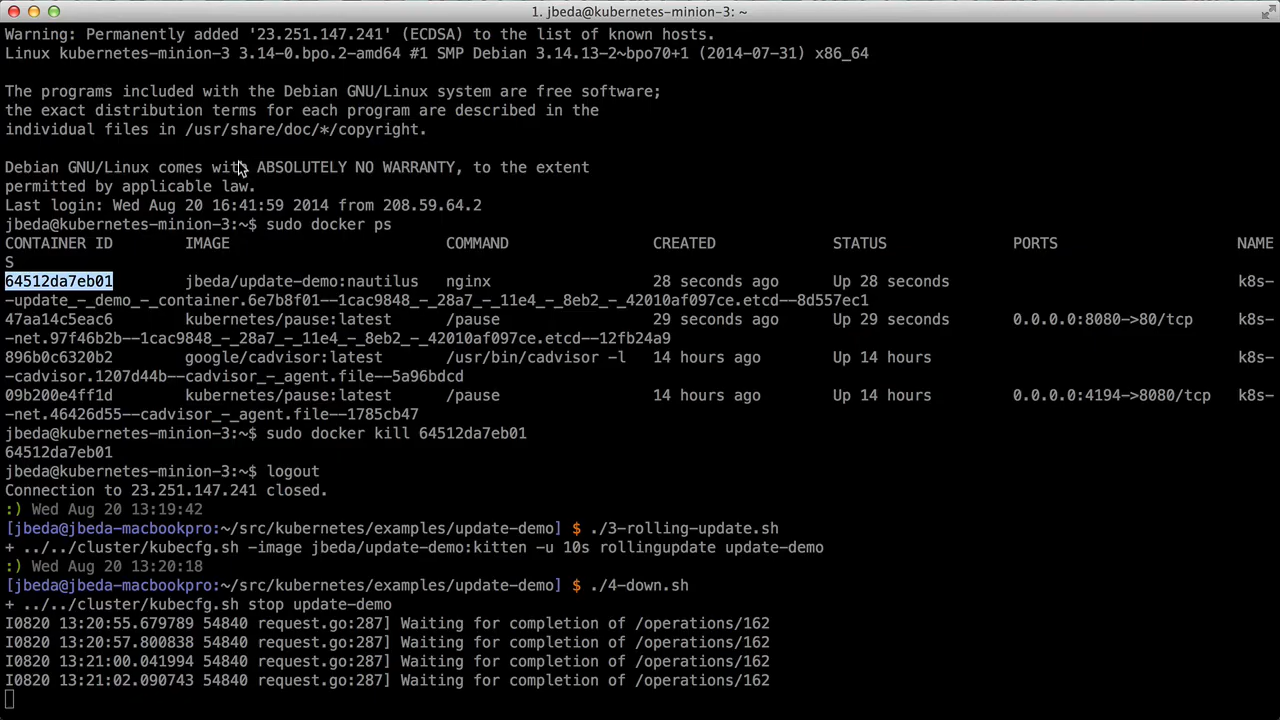 1. jbeda@kubernetes-minion-3: ~
Warning: Permanently added '23.251.147.241' (ECDSA) to the list of known hosts.
Linux kubernetes-minion-3 3.14-0.bpo.2-amd64 #1 SMP Debian 3.14.13-2~bpo70+1 (2014-07-31) x86_64
The programs included with the Debian GNU/Linux system are free software;
the exact distribution terms for each program are described in the
individual files in /usr/share/doc/*/copyright.
Debian GNU/Linux comes with ABSOLUTELY NO WARRANTY, to the extent
permitted by applicable law.
Last login: Wed Aug 20 16:41:59 2014 from 208.59.64.2
jbeda@kubernetes-minion-3:~$ sudo docker ps
CONTAINER ID IMAGE COMMAND CREATED STATUS PORTS NAME
S
64512da7eb01 jbeda/update-demo:nautilus nginx 28 seconds ago Up 28 seconds k8s-
-update_-_demo_-_container.6e7b8f01--1cac9848_-_28a7_-_11e4_-_8eb2_-_42010af097ce.etcd--8d557ec1
47aa14c5eac6 kubernetes/pause:latest /pause 29 seconds ago Up 29 seconds 0.0.0.0:8080->80/tcp k8s-
-net.97f46b2b--1cac9848_-_28a7_-_11e4_-_8eb2_-_42010af097ce.etcd--12fb24a9
896b0c6320b2 google/cadvisor:latest /usr/bin/cadvisor -l 14 hours ago Up 14 hours k8s-
-cadvisor.1207d44b--cadvisor_-_agent.file--5a96bdcd
09b200e4ff1d kubernetes/pause:latest /pause 14 hours ago Up 14 hours 0.0.0.0:4194->8080/tcp k8s-
-net.46426d55--cadvisor_-_agent.file--1785cb47
jbeda@kubernetes-minion-3:~$ sudo docker kill 64512da7eb01
64512da7eb01
jbeda@kubernetes-minion-3:~$ logout
Connection to 23.251.147.241 closed.
:) Wed Aug 20 13:19:42
[jbeda@jbeda-macbookpro:~/src/kubernetes/examples/update-demo] $ ./3-rolling-update.sh
+ ../../cluster/kubecfg.sh -image jbeda/update-demo:kitten -u 10s rollingupdate update-demo
:) Wed Aug 20 13:20:18
[jbeda@jbeda-macbookpro:~/src/kubernetes/examples/update-demo] $ ./4-down.sh
+ ../../cluster/kubecfg.sh stop update-demo
I0820 13:20:55.679789 54840 request.go:287] Waiting for completion of /operations/162
I0820 13:20:57.800838 54840 request.go:287] Waiting for completion of /operations/162
I0820 13:21:00.041994 54840 request.go:287] Waiting for completion of /operations/162
I0820 13:21:02.090743 54840 request.go:287] Waiting for completion of /operations/162